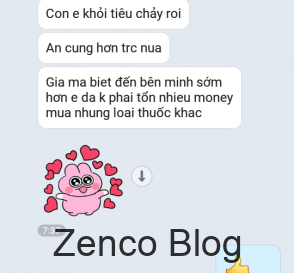 Con e khỏi tiêu chảy roi
An cung hơn trc nua
Gia ma biet đến bên minh sớm
hơn e da k phai tốn nhieu money
mua nhung loai thuốc khac
Zenco Blog